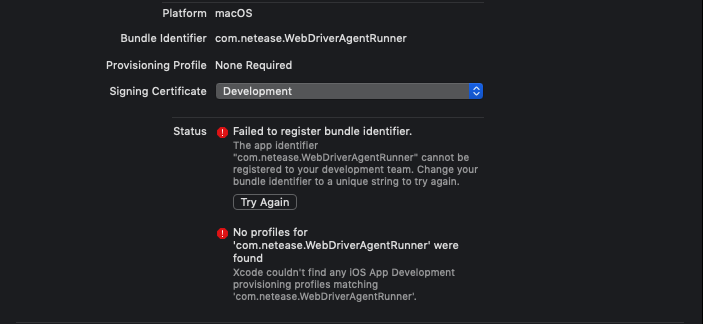 Platform macOS
Bundle Identifier com.netease.WebDriverAgentRunner
Provisioning Profile None Required
Signing Certificate Development
Status Failed to register bundle identifier.
The app identifier
"com.netease.WebDriverAgentRunner" cannot be
registered to your development team. Change your
bundle identifier to a unique string to try again.
Try Again
No profiles for
'com.netease.WebDriverAgentRunner' were
found
Xcode couldn't find any iOS App Development
provisioning profiles matching
'com.netease.WebDriverAgentRunner'.